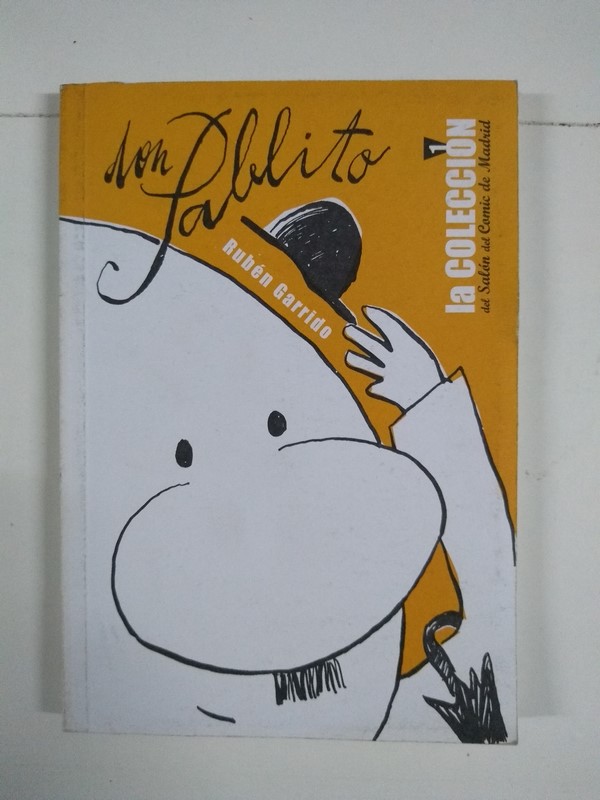 don Pablito
Rubén Garrido
1
la COLECCIÓN
del Salón del Comic de Madrid